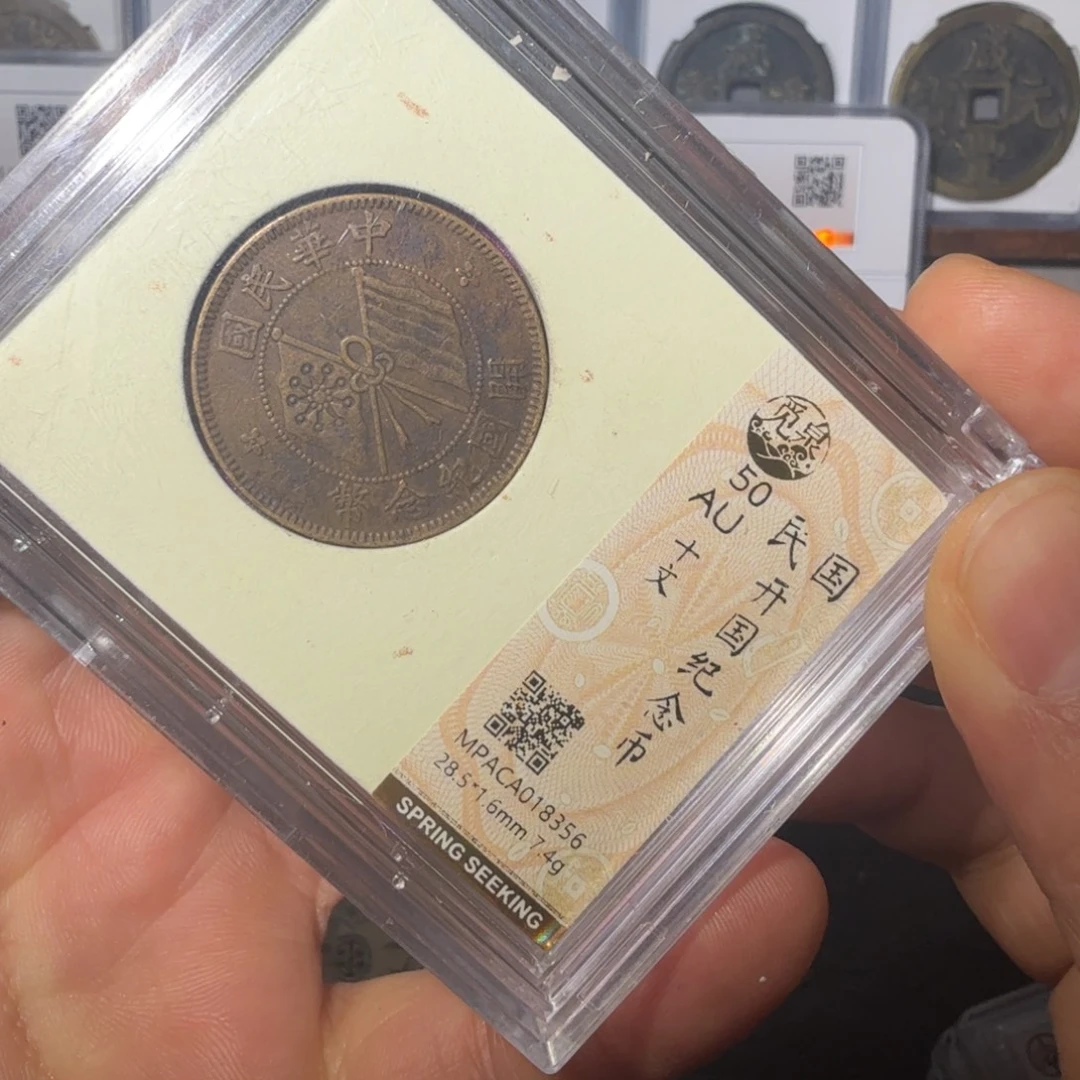 中華民國
開國紀念幣
觅泉
50
AU
民国
开国纪念币
十文
MPACA018356
28.5*1.6mm 7.4g
SPRING SEEKING